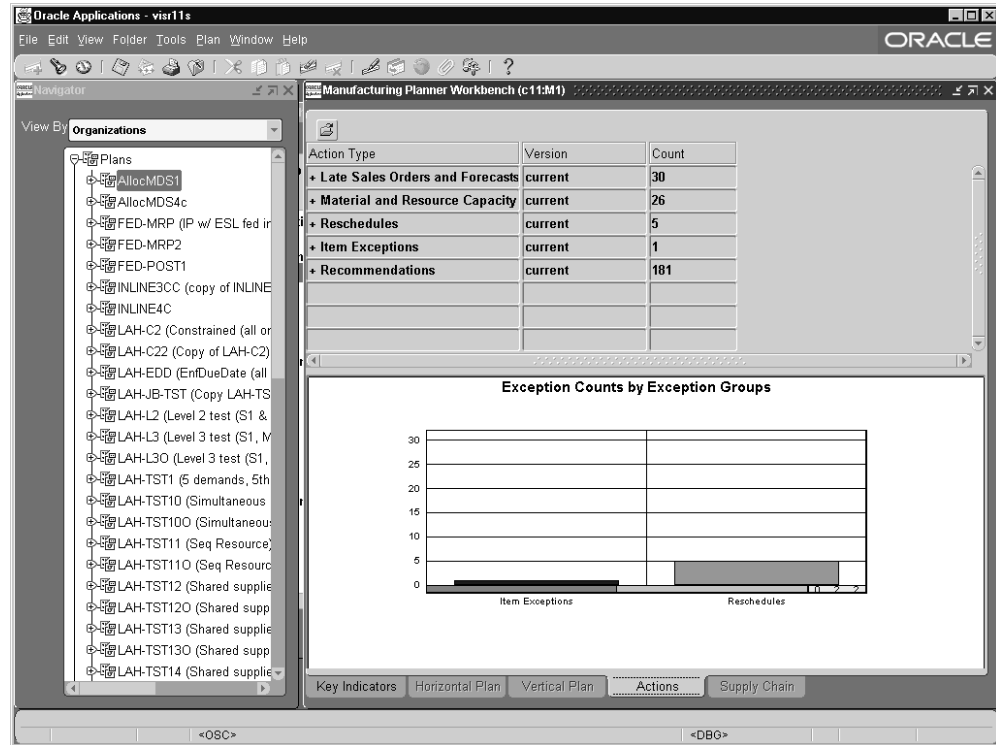 Oracle Applications - visr11s
File Edit View Folder Tools Plan Window Help
ORACLE
Navigator
View By Organizations
Plans
AllocMDS1
AllocMDS4c
FED-MRP (IP w/ ESL fed in
FED-MRP2
FED-POST1
INLINE3CC (copy of INLINE
INLINE4C
LAH-C2 (Constrained (all or
LAH-C22 (Copy of LAH-C2)
LAH-EDD (EnfDueDate (all
LAH-JB-TST (Copy LAH-TS
LAH-L2 (Level 2 test (S1 &
LAH-L3 (Level 3 test (S1, M
LAH-L3O (Level 3 test (S1,
LAH-TST1 (5 demands, 5th
LAH-TST10 (Simultaneous
LAH-TST10O (Simultaneou
LAH-TST11 (Seq Resource)
LAH-TST11O (Seq Resourc
LAH-TST12 (Shared supplie
LAH-TST12O (Shared supp
LAH-TST13 (Shared supplie
LAH-TST13O (Shared supp
LAH-TST14 (Shared supplie
Manufacturing Planner Workbench (c11:M1)
Action Type Version Count
+ Late Sales Orders and Forecasts current 30
+ Material and Resource Capacity current 26
+ Reschedules current 5
+ Item Exceptions current 1
+ Recommendations current 181
Exception Counts by Exception Groups
30
25
20
15
10
5
0
Item Exceptions Reschedules
Key Indicators Horizontal Plan Vertical Plan Actions Supply Chain
<OSC> <DBG>